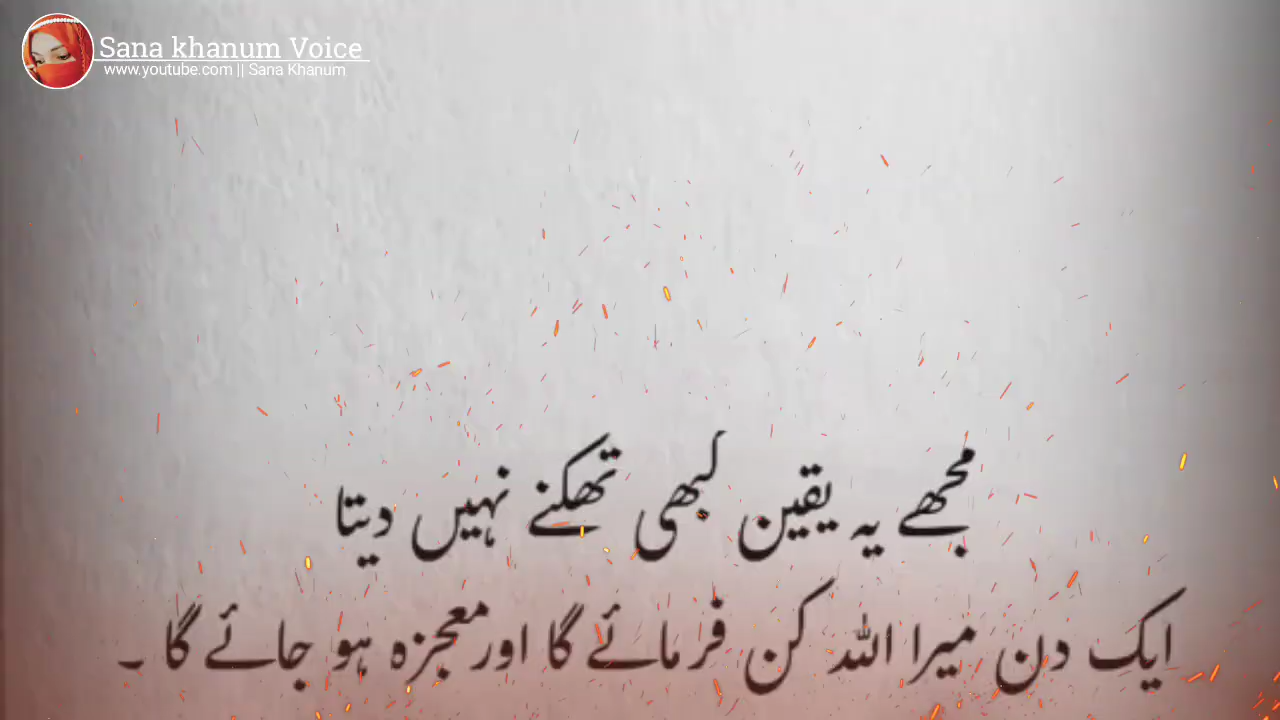 Sana khanum Voice
www.youtube.com || Sana Khanum
مجھے یہ یقین کبھی تھکنے نہیں دیتا
ایک دن میرا اللہ کن فرمائے گا اور معجزہ ہو جائے گا ۔